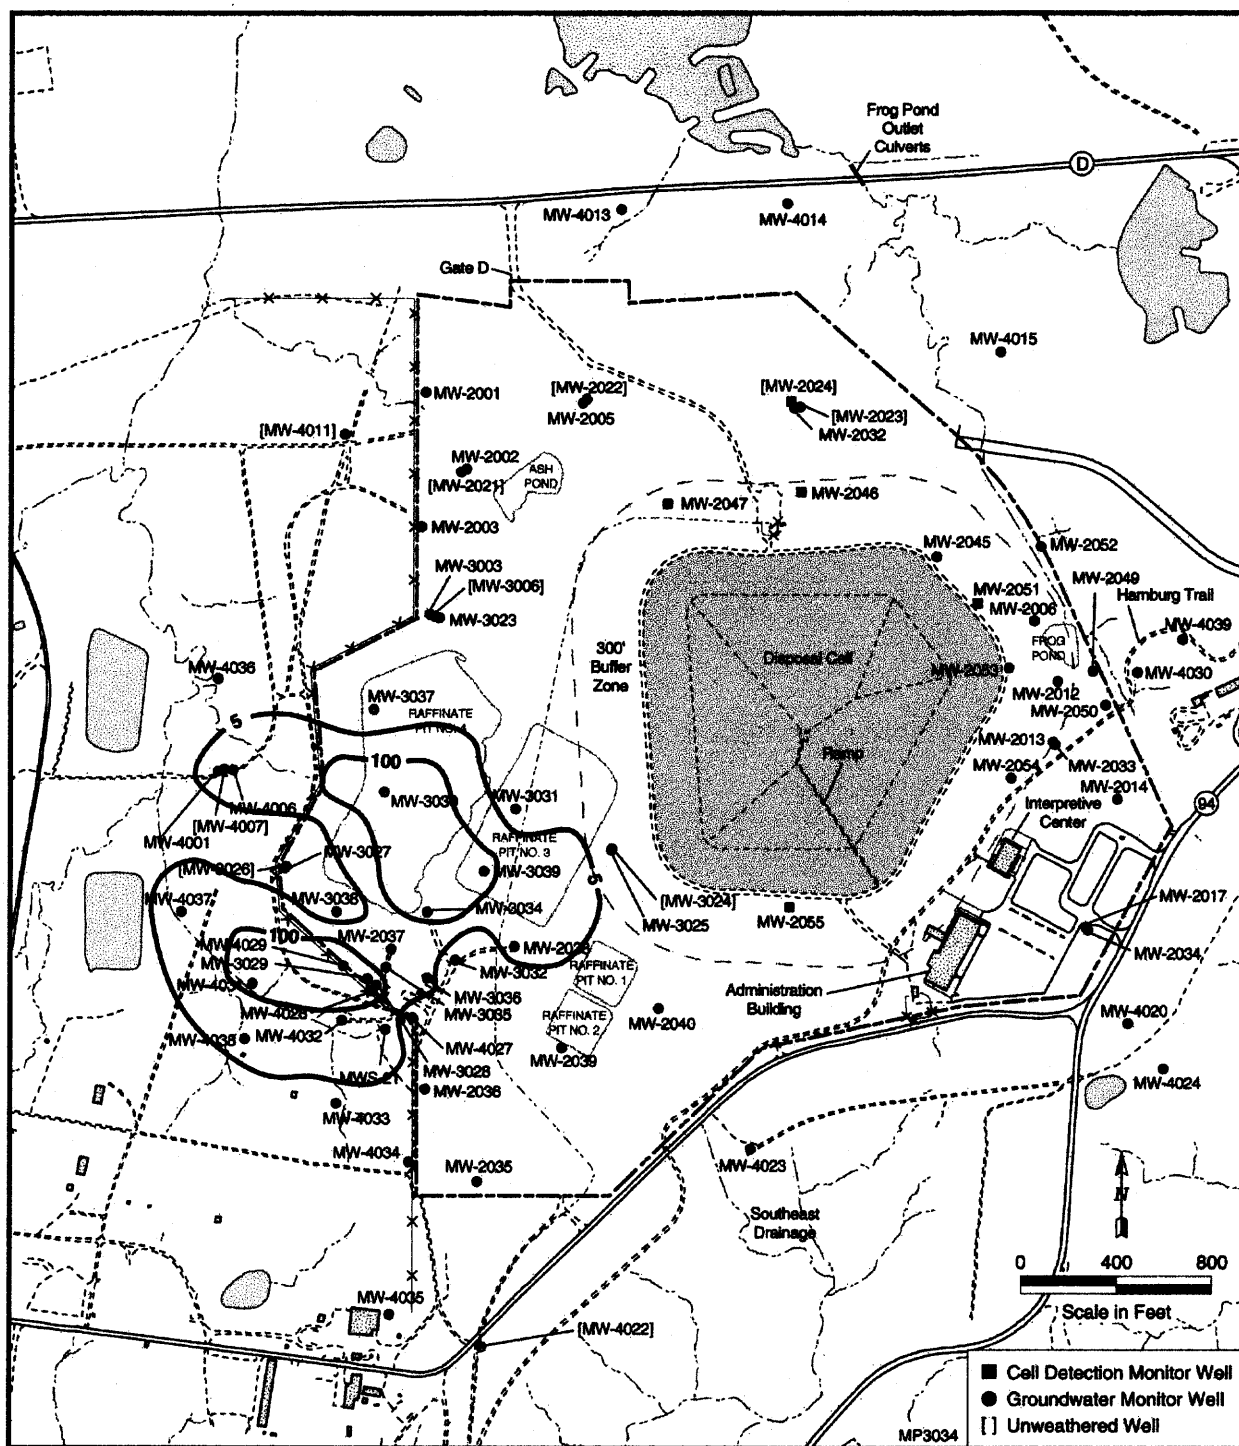 Frog Pond
Outlet
Culverts
D
MW-4013
MW-4014
Gate D
MW-4015
MW-2001
[MW-2022]
MW-2005
[MW-2024]
[MW-2023]
MW-2032
[MW-4011]
MW-2002
[MW-2021]
ASH
POND
MW-2047
MW-2046
MW-2003
MW-2045
MW-2052
MW-3003
[MW-3006]
MW-3023
MW-2051
MW-2049
MW-2006
Hamburg Trail
MW-4039
FROG
POND
300'
Buffer
Zone
Disposal Cell
MW-2053
MW-4030
MW-4036
MW-2012
MW-3037
RAFFINATE
MW-2050
5
100
Ramp
MW-2013
MW-2033
MW-2054
MW-2014
MW-3031
94
MW-4006
[MW-4007]
MW-4001
Interpretive
Center
RAFFINATE
PIT NO. 3
MW-3027
[MW-3026]
MW-3039
5
MW-4037
MW-3038
MW-3034
[MW-3024]
MW-3025
MW-2055
MW-2017
MW-2034
100
MW-4029
MW-2037
MW-3029
MW-3032
RAFFINATE
PIT NO. 1
MW-3036
MW-3035
Administration
Building
MW-4032
RAFFINATE
PIT NO. 2
MW-2040
MW-4020
MW-4038
MW-4027
MW-2039
MW-3028
MW-2036
MW-4024
MW-4033
MW-4034
MW-2035
MW-4023
Southeast
Drainage
N
0 400 800
Scale in Feet
MW-4035
[MW-4022]
Cell Detection Monitor Well
Groundwater Monitor Well
[ ] Unweathered Well
MP3034